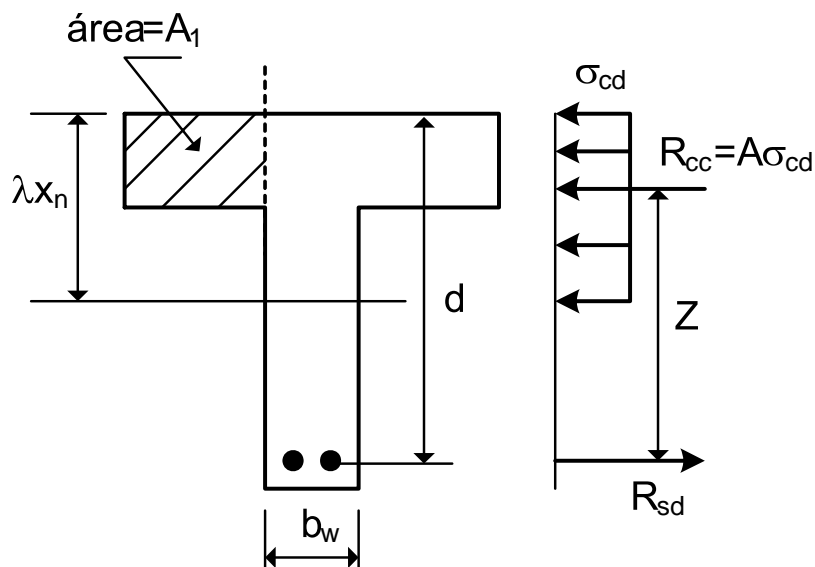 área=A₁
σcd
Rcc=Aσcd
λxn
d
Z
Rsd
bw